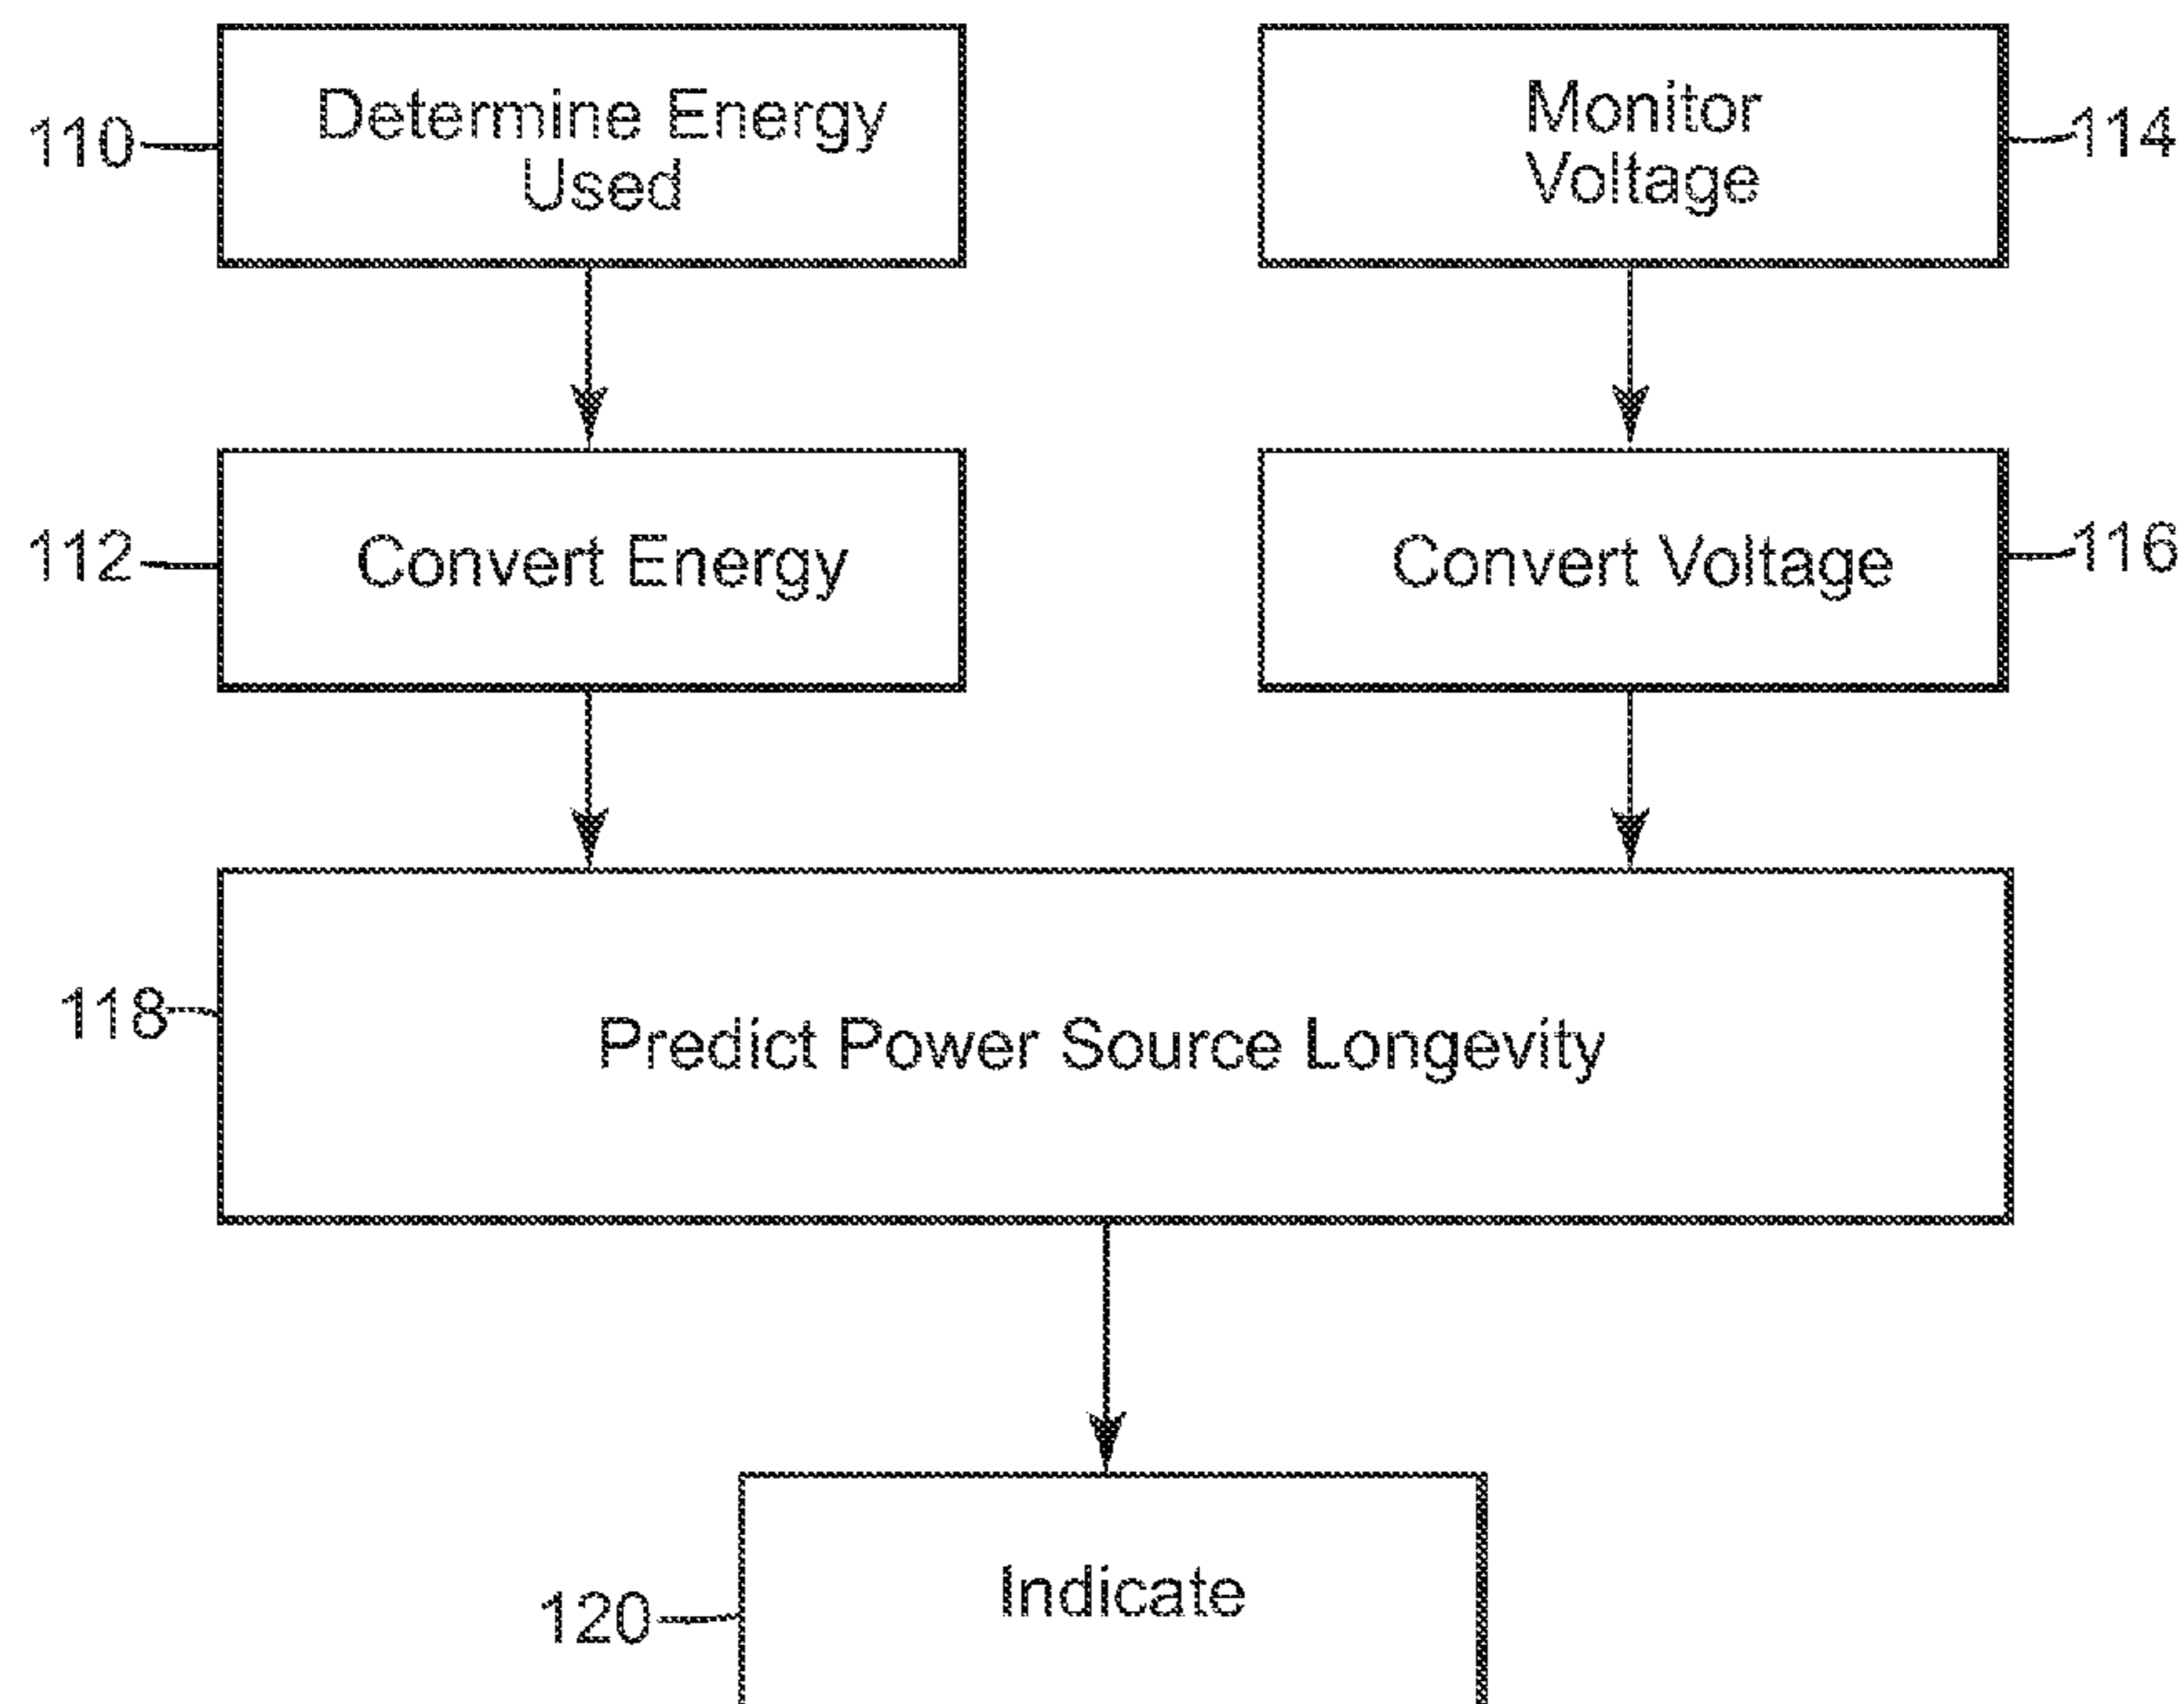 110
Determine Energy
Used
Monitor
Voltage
114
112
Convert Energy
Convert Voltage
116
118
Predict Power Source Longevity
120
Indicate